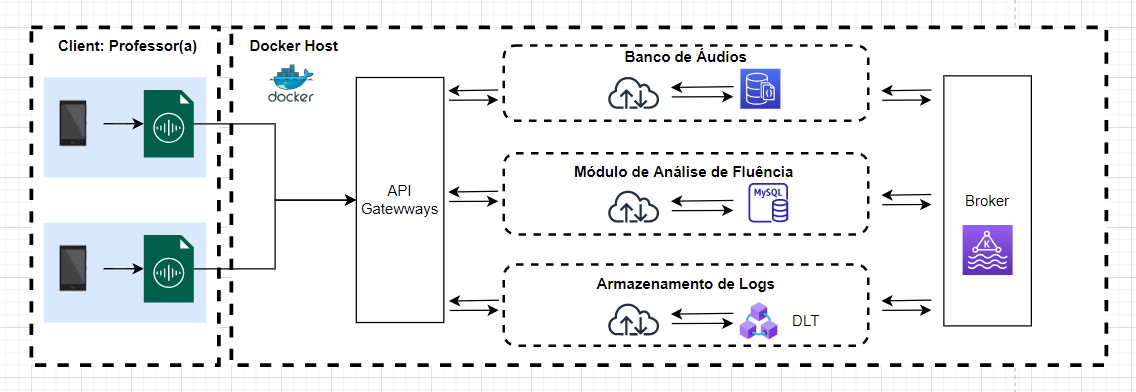 Client: Professor(a)
Docker Host
docker
API
Gatewways
Banco de Áudios
Módulo de Análise de Fluência
MySQL
Armazenamento de Logs
DLT
Broker
K